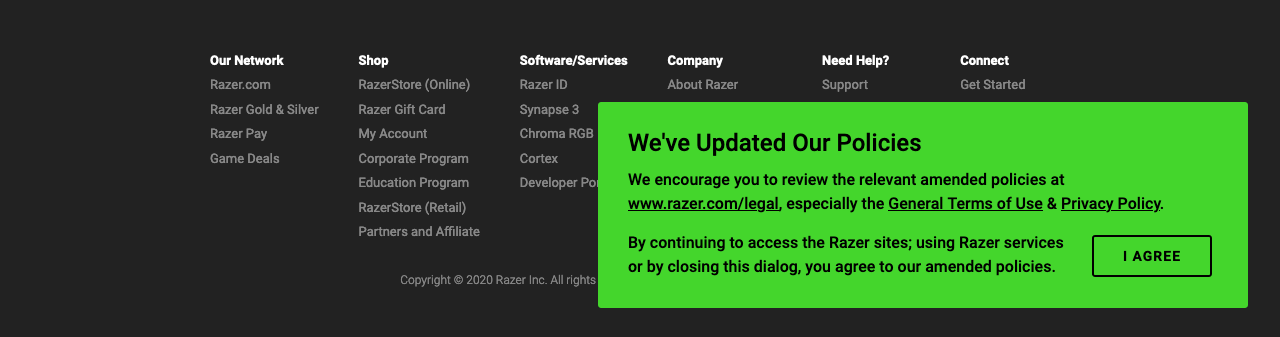 Our Network
Razer.com
Razer Gold & Silver
Razer Pay
Game Deals
Shop
RazerStore (Online)
Razer Gift Card
My Account
Corporate Program
Education Program
RazerStore (Retail)
Partners and Affiliate
Software/Services
Razer ID
Synapse 3
Chroma RGB
Cortex
Developer
Company
About Razer
Need Help?
Support
Connect
Get Started
We've Updated Our Policies
We encourage you to review the relevant amended policies at
www.razer.com/legal, especially the General Terms of Use & Privacy Policy.
By continuing to access the Razer sites; using Razer services
or by closing this dialog, you agree to our amended policies.
I AGREE
Copyright © 2020 Razer Inc. All rights